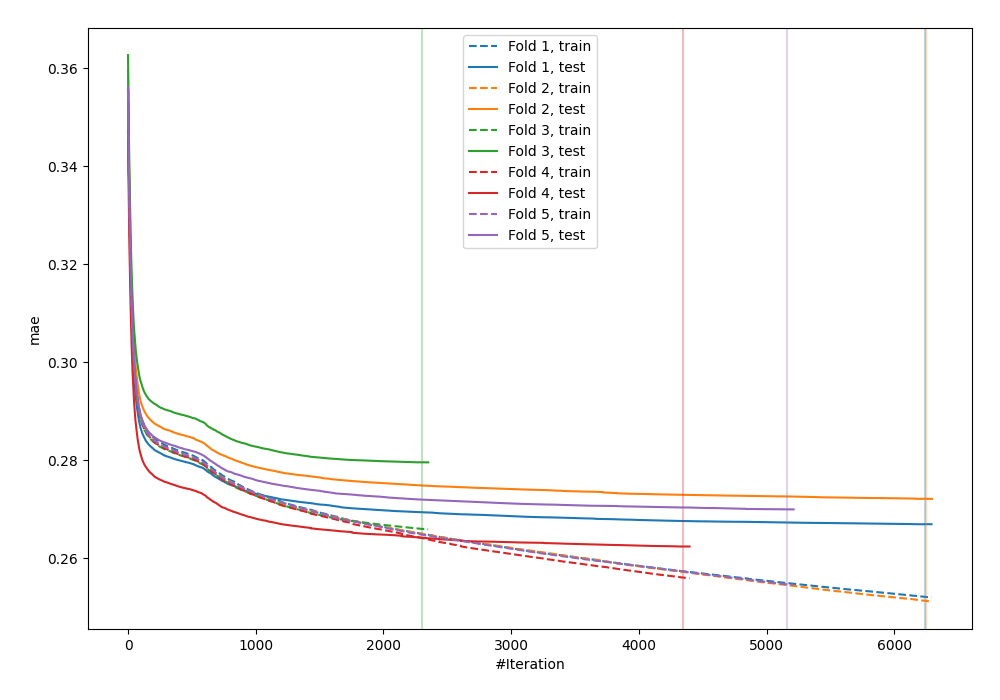 0.36
0.34
0.32
0.30
0.28
0.26
mae
Fold 1, train
Fold 1, test
Fold 2, train
Fold 2, test
Fold 3, train
Fold 3, test
Fold 4, train
Fold 4, test
Fold 5, train
Fold 5, test
0 1000 2000 3000 4000 5000 6000
#Iteration